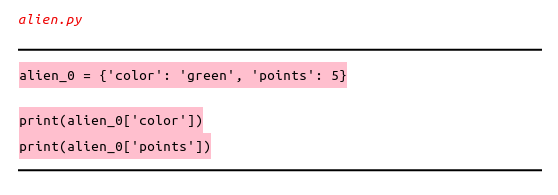 alien.py
alien_0 = {'color': 'green', 'points': 5}
print(alien_0['color'])
print(alien_0['points'])